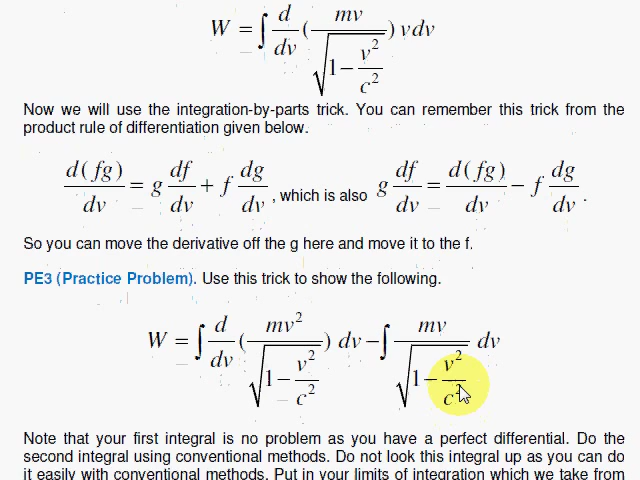 W = ∫ d/dv ( mv / √(1 − v²/c²) ) v dv
Now we will use the integration-by-parts trick. You can remember this trick from the
product rule of differentiation given below.
d(fg)/dv = g df/dv + f dg/dv , which is also g df/dv = d(fg)/dv − f dg/dv .
So you can move the derivative off the g here and move it to the f.
PE3 (Practice Problem). Use this trick to show the following.
W = ∫ d/dv ( mv² / √(1 − v²/c²) ) dv − ∫ mv / √(1 − v²/c²) dv
Note that your first integral is no problem as you have a perfect differential. Do the
second integral using conventional methods. Do not look this integral up as you can do
it easily with conventional methods. Put in your limits of integration which we take from